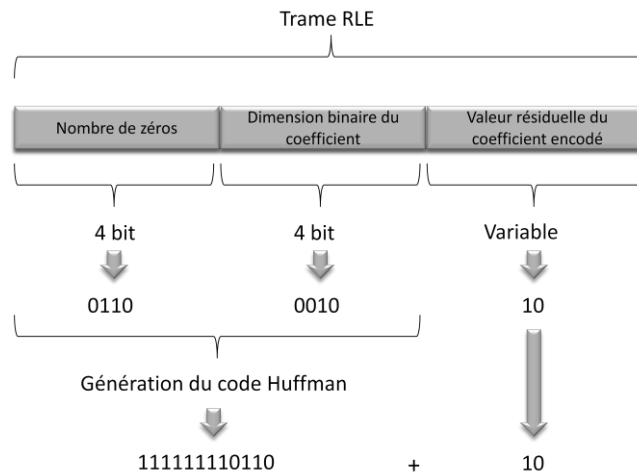 Trame RLE
Nombre de zéros
Dimension binaire du
coefficient
Valeur résiduelle du
coefficient encodé
4 bit
4 bit
Variable
0110
0010
10
Génération du code Huffman
111111110110
+
10